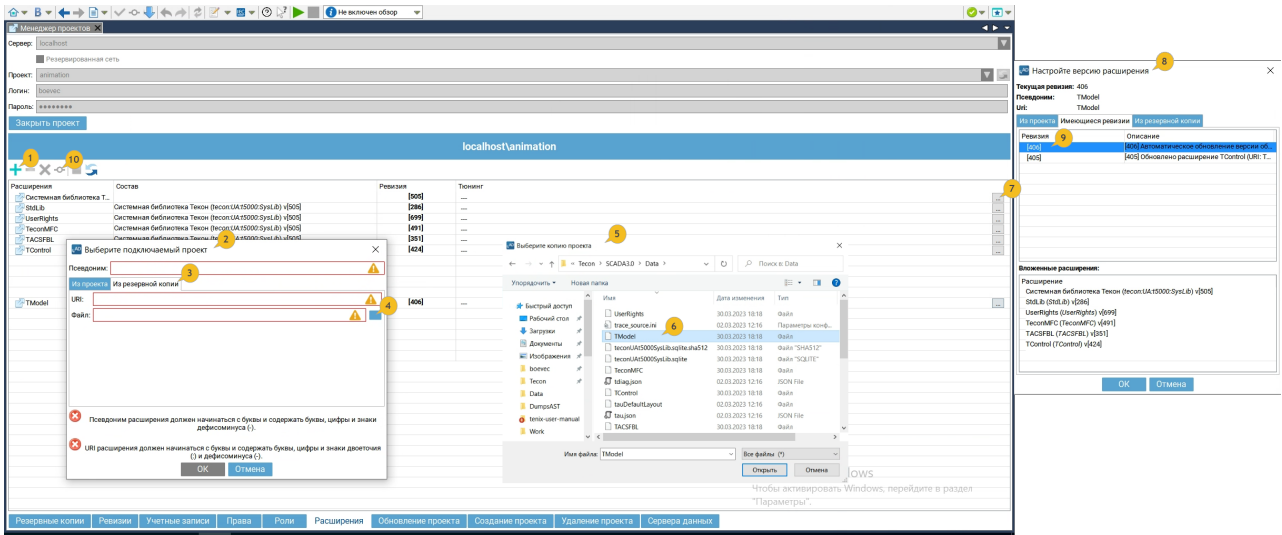 B
Не включен обзор
Менеджер проектов
Сервер: localhost
Резервированная сеть
Проект: animation
Логин: boevec
Пароль: ●●●●●●●●
Закрыть проект
localhost\animation
1
10
Расширения Состав Ревизия Тюнинг
Системная библиотека Т... [505] ...
StdLib Системная библиотека Текон (tecon:UA:t5000:SysLib) v[505] [286] ...
UserRights Системная библиотека Текон (tecon:UA:t5000:SysLib) v[505] [699] ...
TeconMFC Системная библиотека Текон (tecon:UA:t5000:SysLib) v[505] [491] ...
TACSFBL [351] ...
TControl [424] ...
TModel [406] ...
7
2
Выберите подключаемый проект
Псевдоним:
3
Из проекта Из резервной копии
URI:
Файл:
4
Псевдоним расширения должен начинаться с буквы и содержать буквы, цифры и знаки
дефисоминуса (-).
URI расширения должен начинаться с буквы и содержать буквы, цифры и знаки двоеточия
(:) и дефисоминуса (-).
ОК Отмена
5
Выберите копию проекта
« Tecon > SCADA3.0 > Data > Поиск в: Data
Упорядочить Новая папка
Имя Дата изменения Тип
Быстрый доступ
Рабочий стол
Загрузки
Документы
Изображения
boevec
Tecon
Data
DumpsAST
tenix-user-manual
Work
UserRights 30.03.2023 18:18 Файл
trace_source.ini 02.03.2023 12:16 Параметры конф...
6
TModel 30.03.2023 18:18 Файл
teconUAt5000SysLib.sqlite.sha512 30.03.2023 18:18 Файл "SHA512"
teconUAt5000SysLib.sqlite 30.03.2023 18:18 Файл "SQLITE"
TeconMFC 30.03.2023 18:18 Файл
tdiag.json 02.03.2023 12:16 JSON File
TControl 30.03.2023 18:18 Файл
tauDefaultLayout 02.03.2023 12:16 Файл
tau.json 02.03.2023 12:16 JSON File
TACSFBL 30.03.2023 18:18 Файл
Имя файла: TModel Все файлы (*)
Открыть Отмена
Чтобы активировать Windows, перейдите в раздел
"Параметры".
Резервные копии Ревизии Учетные записи Права Роли Расширения Обновление проекта Создание проекта Удаление проекта Сервера данных
8
Настройте версию расширения
Текущая ревизия: 406
Псевдоним: TModel
Uri: TModel
Из проекта Имеющиеся ревизии Из резервной копии
Ревизия Описание
9
[406] [406] Автоматическое обновление версии об...
[405] [405] Обновлено расширение TControl (URI: T...
Вложенные расширения:
Расширение
Системная библиотека Текон (tecon:UA:t5000:SysLib) v[505]
StdLib (StdLib) v[286]
UserRights (UserRights) v[699]
TeconMFC (TeconMFC) v[491]
TACSFBL (TACSFBL) v[351]
TControl (TControl) v[424]
ОК Отмена